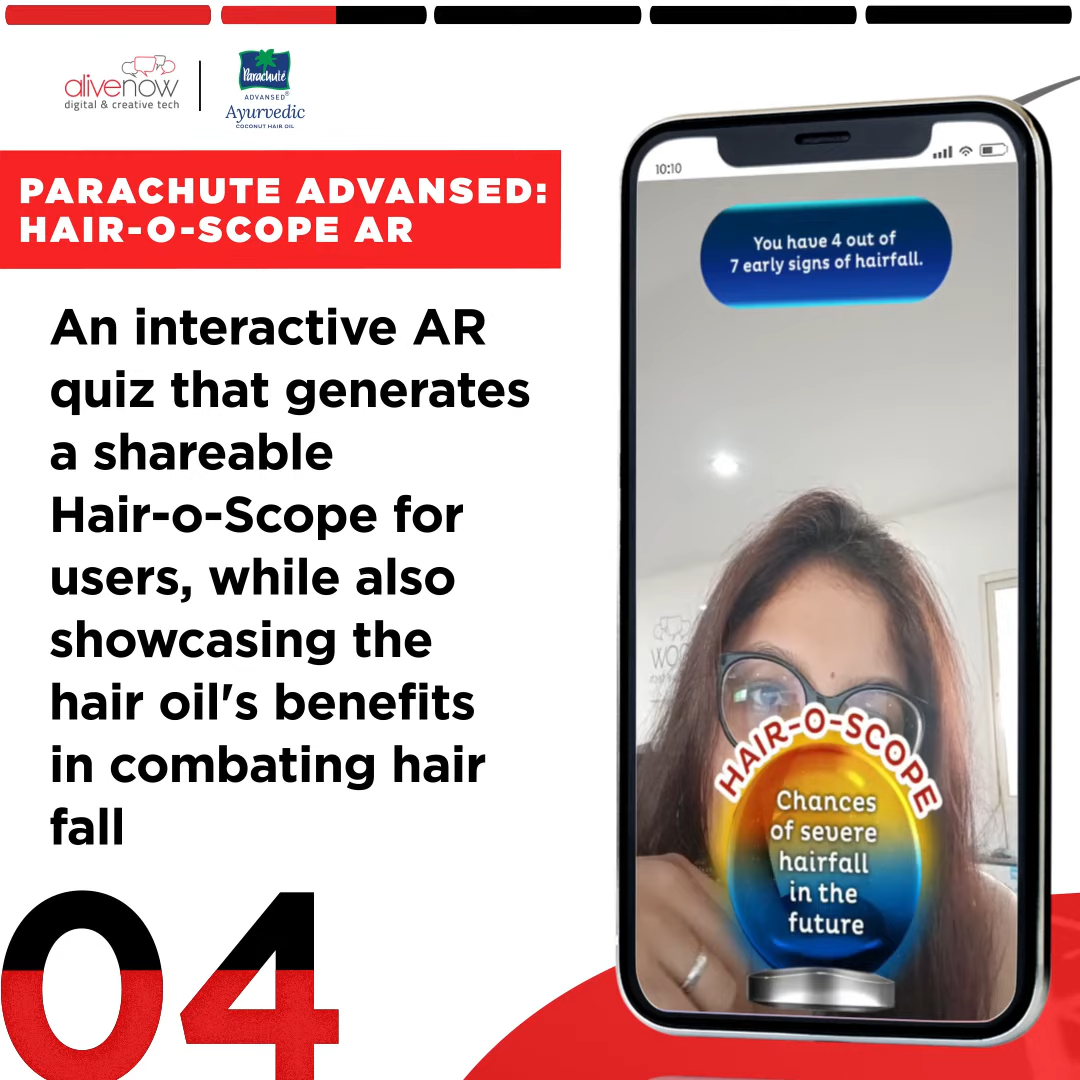 alivenow
digital & creative tech
Parachute
ADVANSED®
Ayurvedic
COCONUT HAIR OIL
PARACHUTE ADVANSED:
HAIR-O-SCOPE AR
An interactive AR
quiz that generates
a shareable
Hair-o-Scope for
users, while also
showcasing the
hair oil's benefits
in combating hair
fall
04
10:10
You have 4 out of
7 early signs of hairfall.
HAIR-O-SCOPE
Chances
of severe
hairfall
in the
future